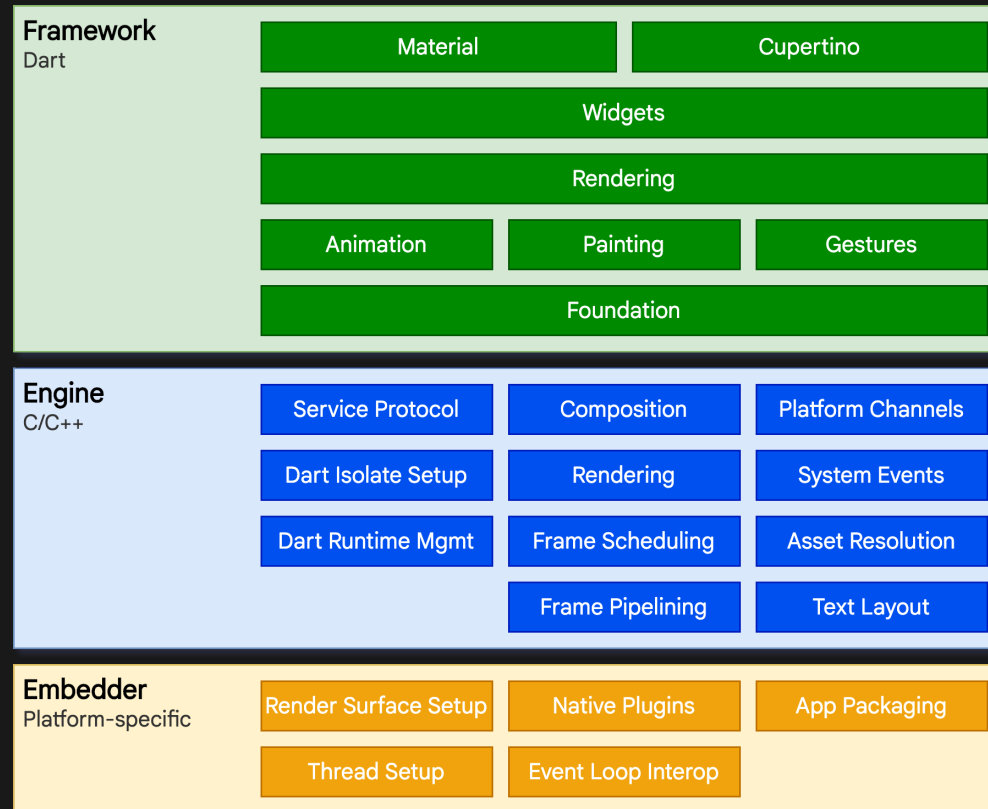 Framework
Dart
Material
Cupertino
Widgets
Rendering
Animation
Painting
Gestures
Foundation
Engine
C/C++
Service Protocol
Composition
Platform Channels
Dart Isolate Setup
Rendering
System Events
Dart Runtime Mgmt
Frame Scheduling
Asset Resolution
Frame Pipelining
Text Layout
Embedder
Platform-specific
Render Surface Setup
Native Plugins
App Packaging
Thread Setup
Event Loop Interop